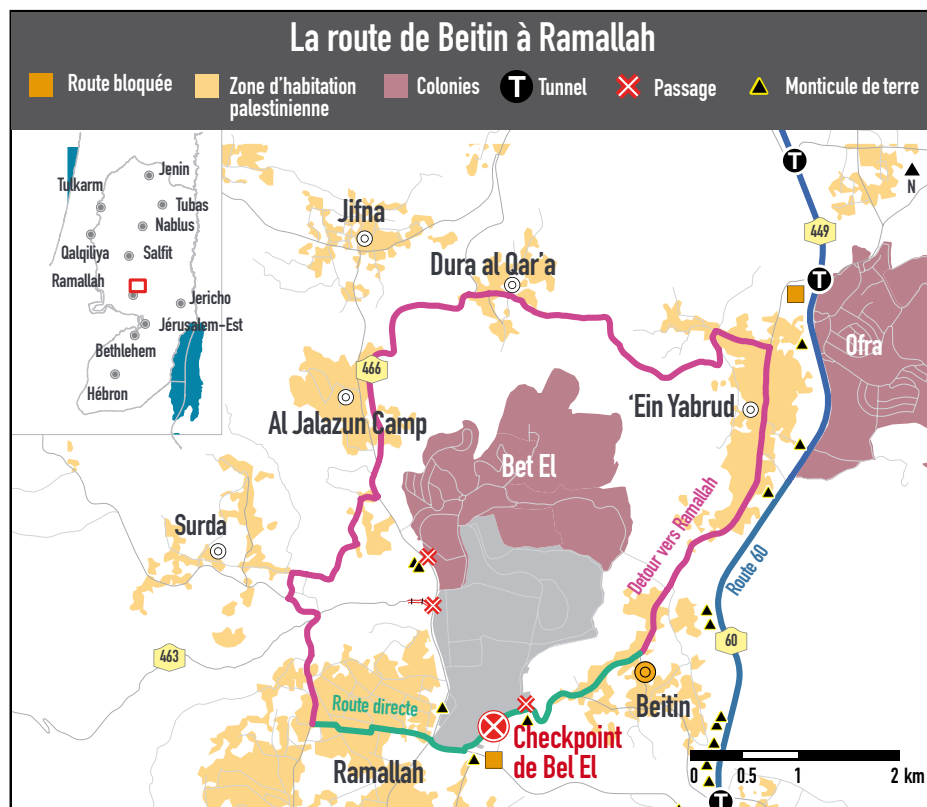 La route de Beitin à Ramallah
Route bloquée
Zone d'habitation
palestinienne
Colonies
T
Tunnel
Passage
Monticule de terre
Jenin
Tulkarm
Tubas
Nablus
Qalqiliya
Salfit
Ramallah
Jericho
Jérusalem-Est
Bethlehem
Hébron
T
N
Jifna
449
Dura al Qar'a
T
Ofra
466
'Ein Yabrud
Al Jalazun Camp
Bet El
Surda
Detour vers Ramallah
Route 60
60
463
Beitin
Route directe
Checkpoint
de Bel El
Ramallah
0 0.5 1 2 km
T